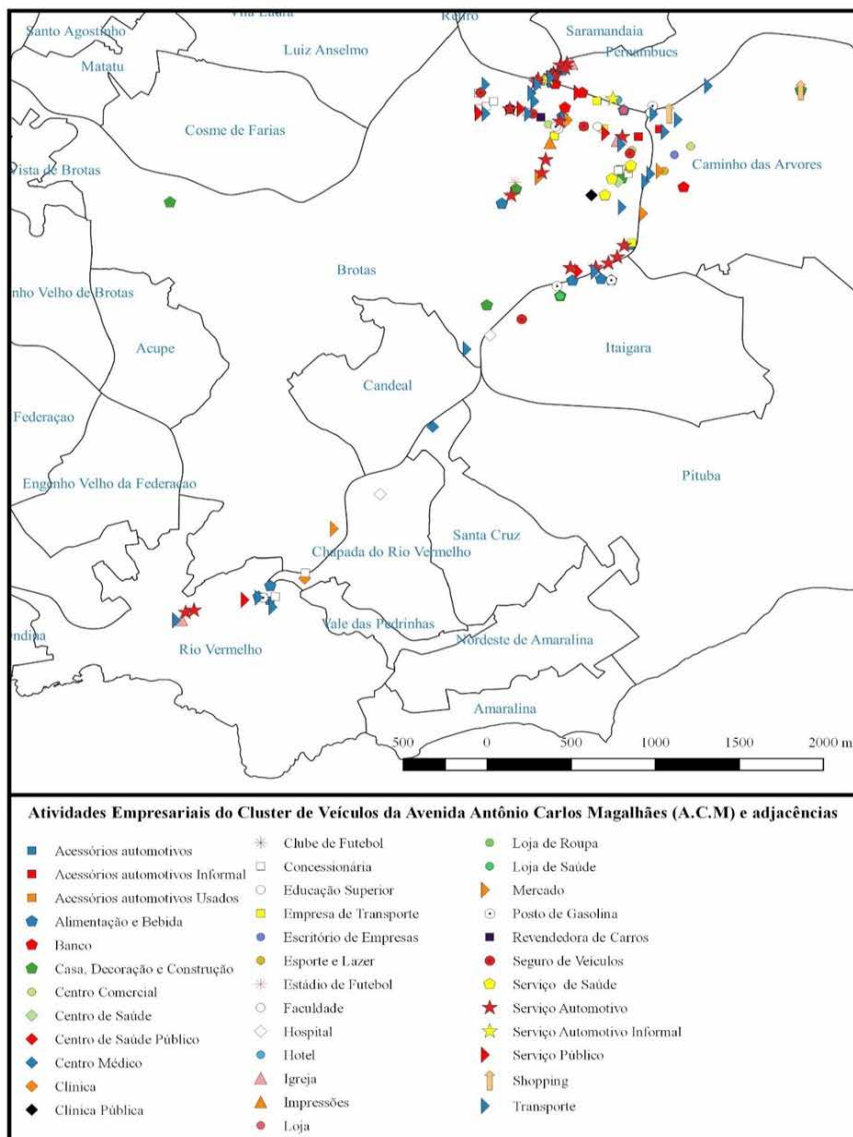 Vila Laura
Retiro
Saramandaia
Santo Agostinho
Luiz Anselmo
Pernambues
Matatu
Cosme de Farias
Vista de Brotas
Caminho das Arvores
Brotas
nho Velho de Brotas
Acupe
Itaigara
Candeal
Federaçao
Engenho Velho da Federaçao
Pituba
Santa Cruz
Chapada do Rio Vermelho
Vale das Pedrinhas
Nordeste de Amaralina
ndina
Rio Vermelho
Amaralina
500 0 500 1000 1500 2000 m
Atividades Empresariais do Cluster de Veículos da Avenida Antônio Carlos Magalhães (A.C.M) e adjacências
Acessórios automotivos
Acessórios automotivos Informal
Acessórios automotivos Usados
Alimentação e Bebida
Banco
Casa, Decoração e Construção
Centro Comercial
Centro de Saúde
Centro de Saúde Público
Centro Médico
Clínica
Clínica Pública
Clube de Futebol
Concessionária
Educação Superior
Empresa de Transporte
Escritório de Empresas
Esporte e Lazer
Estádio de Futebol
Faculdade
Hospital
Hotel
Igreja
Impressões
Loja
Loja de Roupa
Loja de Saúde
Mercado
Posto de Gasolina
Revendedora de Carros
Seguro de Veículos
Serviço de Saúde
Serviço Automotivo
Serviço Automotivo Informal
Serviço Público
Shopping
Transporte